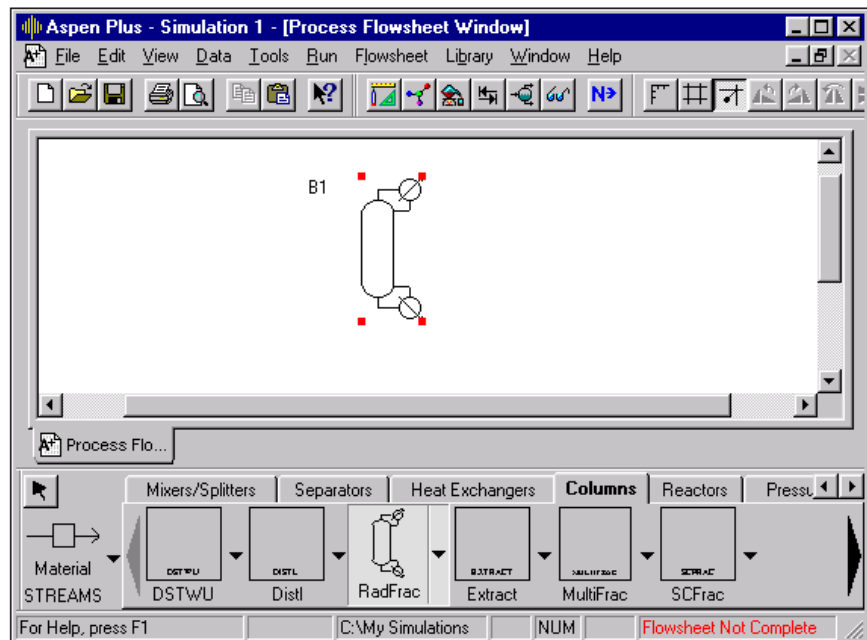 Aspen Plus - Simulation 1 - [Process Flowsheet Window]
File Edit View Data Tools Run Flowsheet Library Window Help
N
B1
Process Flo...
Mixers/Splitters Separators Heat Exchangers Columns Reactors Pressu
Material
STREAMS
DSTWU DISTL EXTRACT MULTIFRAC SCFRAC
DSTWU Distl RadFrac Extract MultiFrac SCFrac
For Help, press F1 C:\My Simulations NUM Flowsheet Not Complete